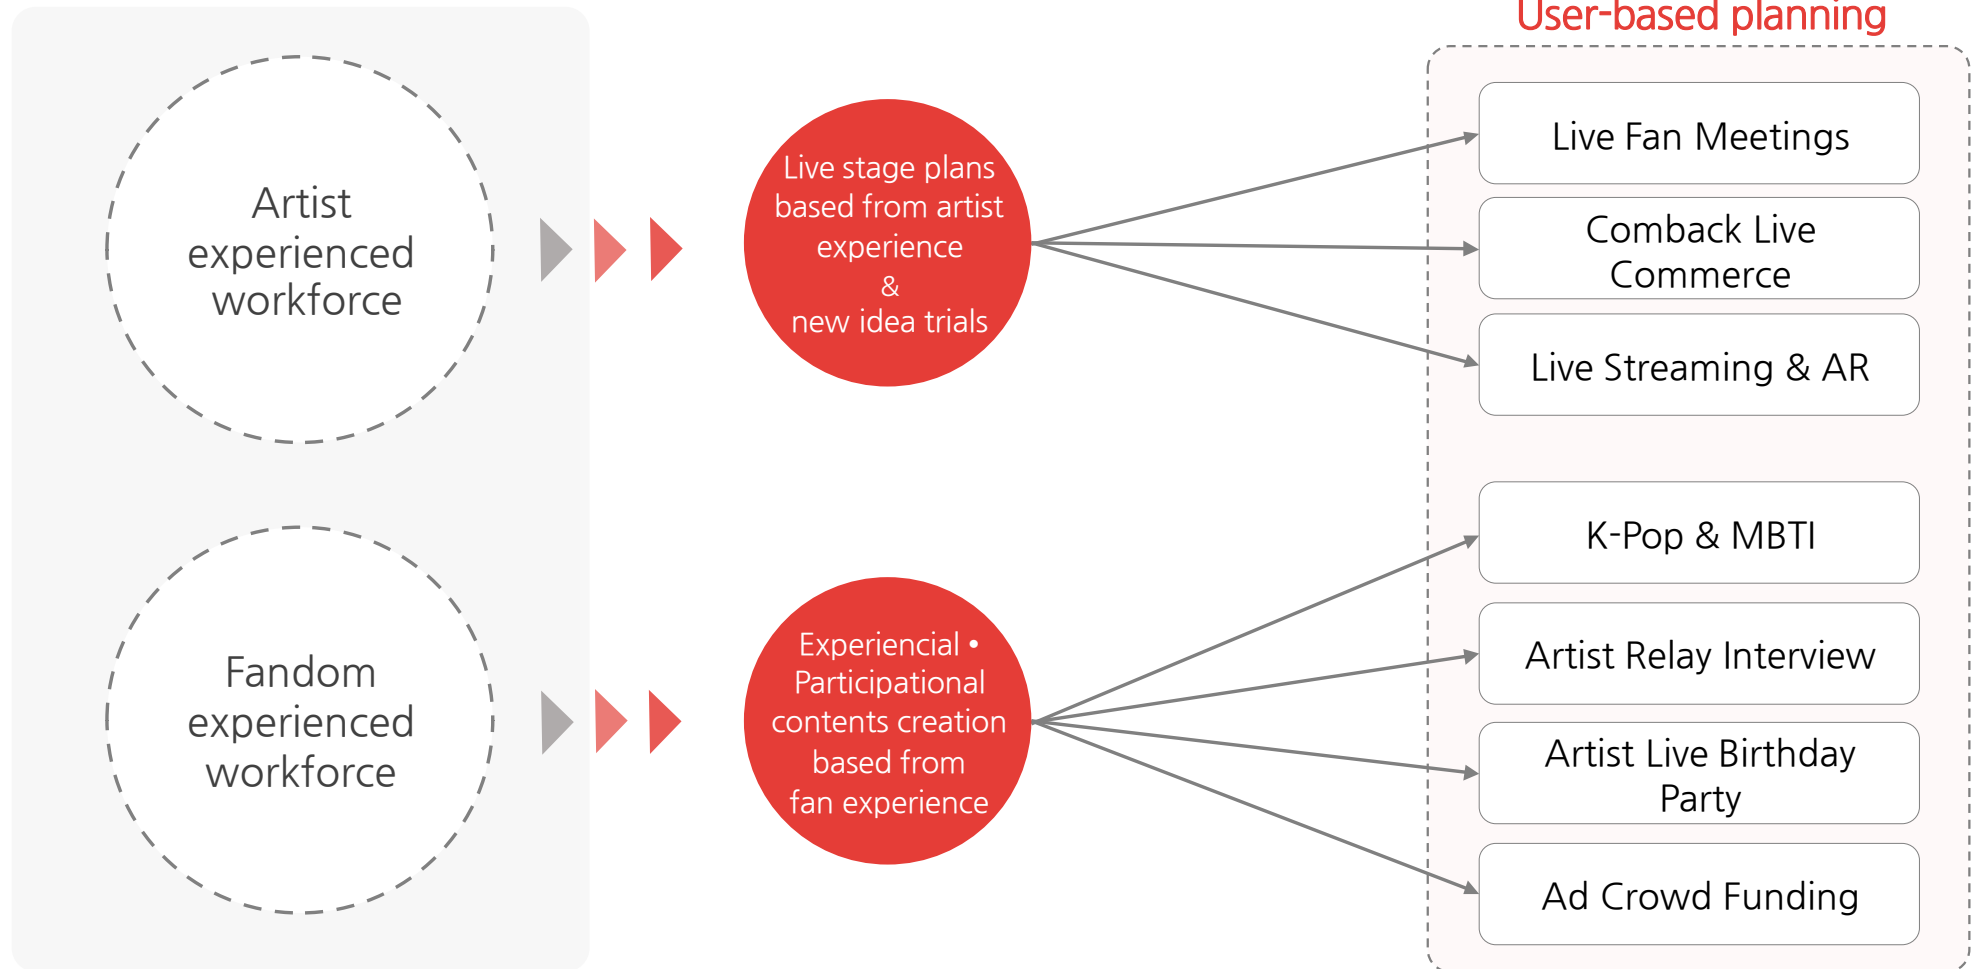 User-based planning
Artist
experienced
workforce
Live stage plans
based from artist
experience
&
new idea trials
Live Fan Meetings
Comback Live
Commerce
Live Streaming & AR
Fandom
experienced
workforce
Experiencial •
Participational
contents creation
based from
fan experience
K-Pop & MBTI
Artist Relay Interview
Artist Live Birthday
Party
Ad Crowd Funding